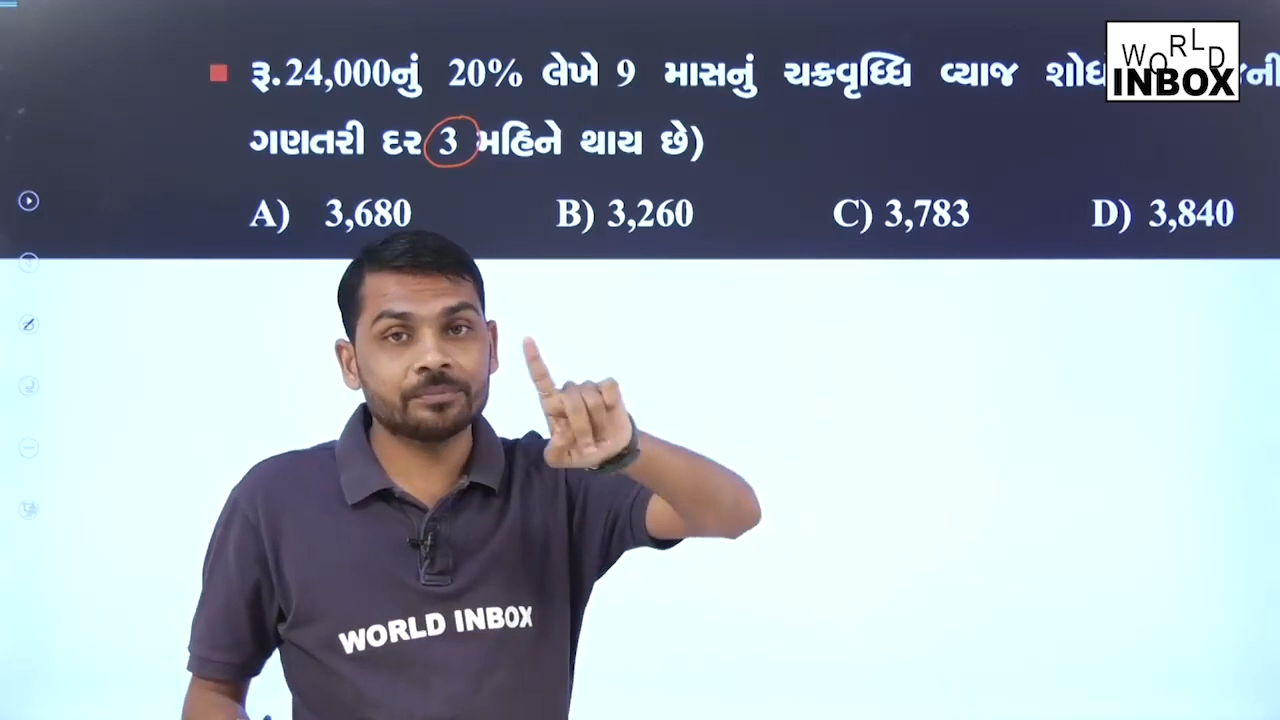 રૂ.24,000નું 20% લેખે 9 માસનું ચક્રવૃધ્ધિ વ્યાજ
ગણતરી દર 3 મહિને થાય છે)
A) 3,680 B) 3,260 C) 3,783 D) 3,840
WORLD
INBOX
WORLD INBOX